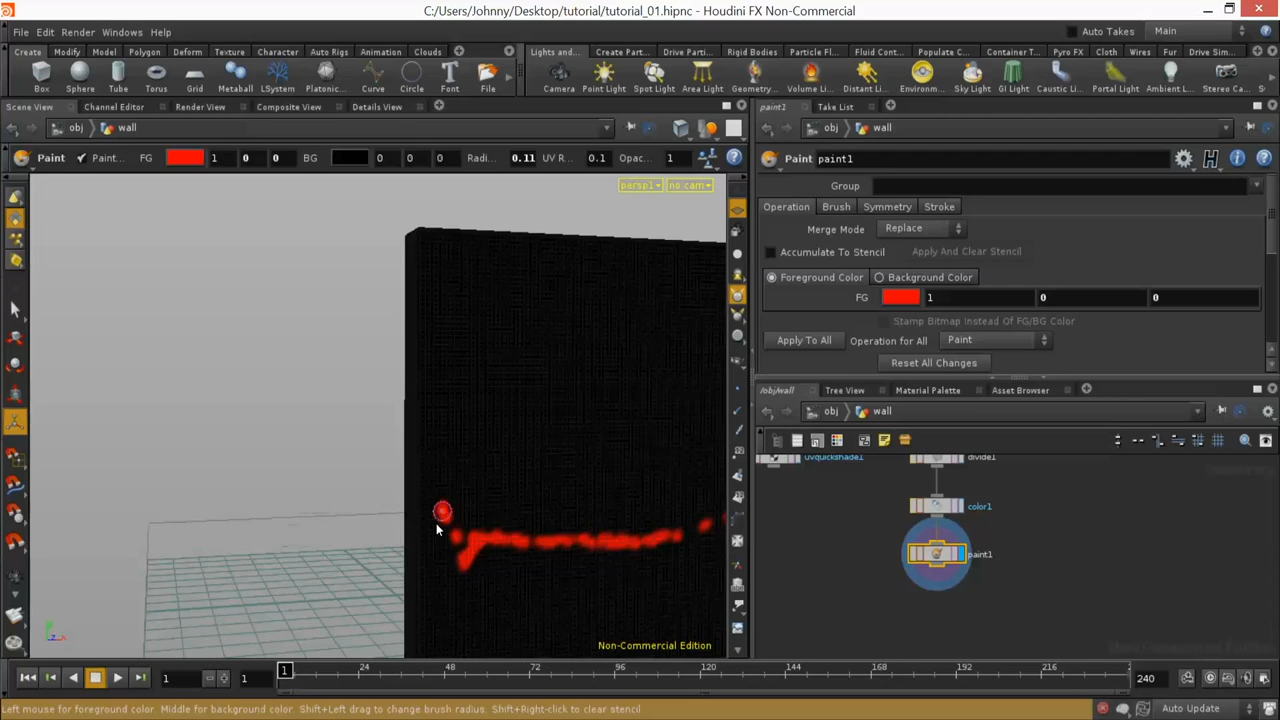 C:/Users/Johnny/Desktop/tutorial/tutorial_01.hipnc - Houdini FX Non-Commercial
File Edit Render Windows Help
Auto Takes Main
Create Modify Model Polygon Deform Texture Character Auto Rigs Animation Clouds
Lights and... Create Part... Drive Parti... Rigid Bodies Particle Fl... Fluid Cont... Populate C... Container T... Pyro FX Cloth Wires Fur Drive Sim...
Box Sphere Tube Torus Grid Metaball LSystem Platonic... Curve Circle Font File
Camera Point Light Spot Light Area Light Geometry... Volume Li... Distant Li... Environm... Sky Light GI Light Caustic Li... Portal Light Ambient L... Stereo Ca...
Scene View Channel Editor Render View Composite View Details View
paint1 Take List
obj wall
obj wall
Paint Paint... FG 1 0 0 BG 0 0 0 Radi... 0.11 UV R... 0.1 Opac... 1
Paint paint1
persp1 no cam
Group
Operation Brush Symmetry Stroke
Merge Mode Replace
Accumulate To Stencil Apply And Clear Stencil
Foreground Color Background Color
FG 1 0 0
Stamp Bitmap Instead Of FG/BG Color
Apply To All Operation for All Paint
Reset All Changes
/obj/wall Tree View Material Palette Asset Browser
obj wall
uvquickshade1 divide1
color1
paint1
Non-Commercial Edition
1 1 1 24 48 72 96 120 144 168 192 216 240
Left mouse for foreground color. Middle for background color. Shift+Left drag to change brush radius. Shift+Right-click to clear stencil
Auto Update